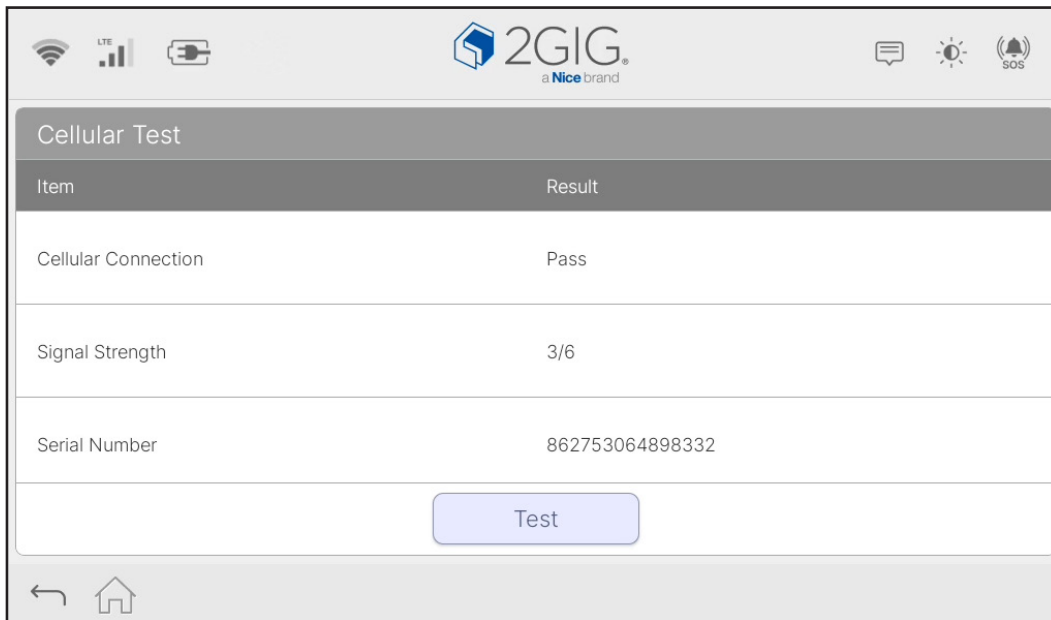 LTE
2GIG®
a Nice brand
SOS
Cellular Test
Item Result
Cellular Connection Pass
Signal Strength 3/6
Serial Number 862753064898332
Test